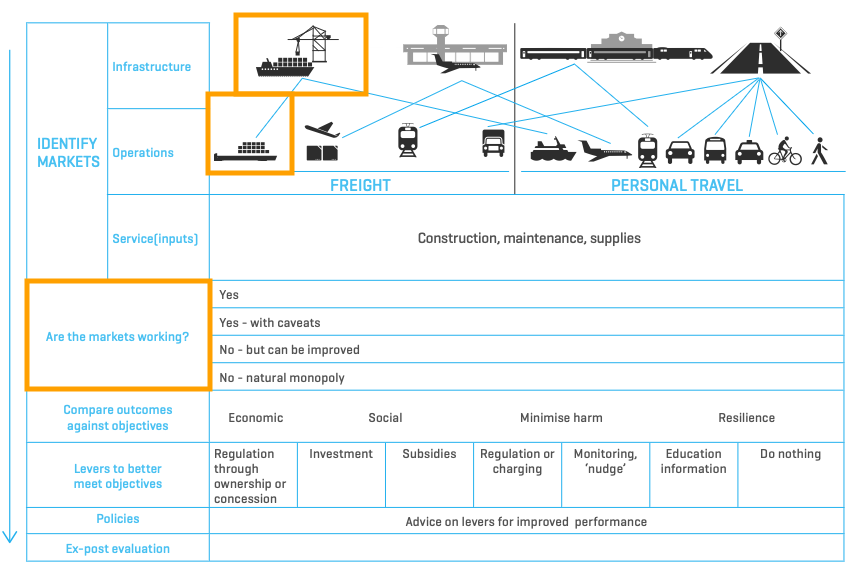 Infrastructure
IDENTIFY
MARKETS
Operations
FREIGHT
PERSONAL TRAVEL
Service(inputs)
Construction, maintenance, supplies
Are the markets working?
Yes
Yes - with caveats
No - but can be improved
No - natural monopoly
Compare outcomes
against objectives
Economic
Social
Minimise harm
Resilience
Levers to better
meet objectives
Regulation
through
ownership or
concession
Investment
Subsidies
Regulation or
charging
Monitoring,
‘nudge’
Education
information
Do nothing
Policies
Advice on levers for improved performance
Ex-post evaluation